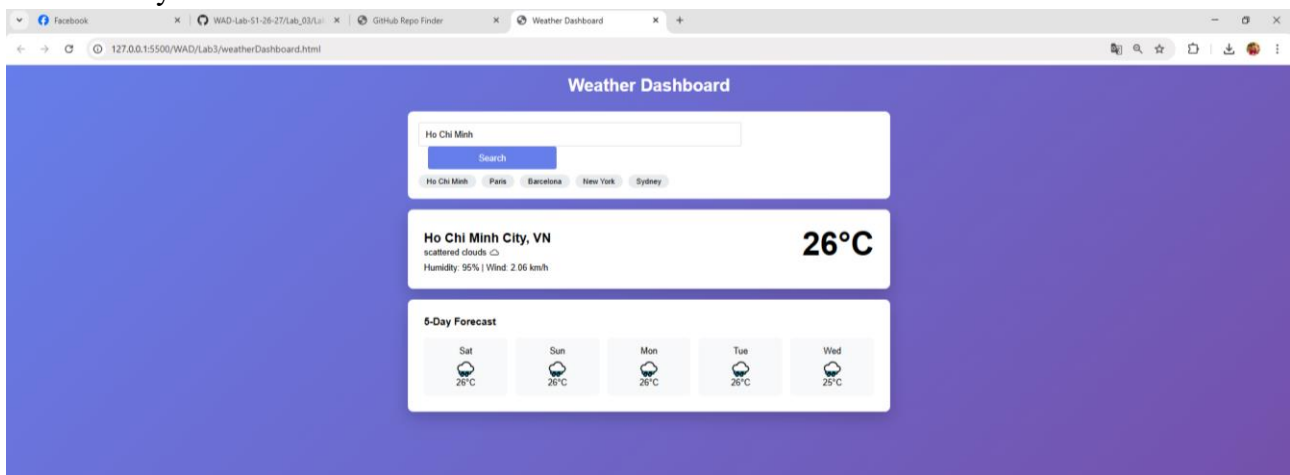 Facebook
WAD-Lab-S1-26-27/Lab_03/La
GitHub Repo Finder
Weather Dashboard
127.0.0.1:5500/WAD/Lab3/weatherDashboard.html
Weather Dashboard
Ho Chi Minh
Search
Ho Chi Minh Paris Barcelona New York Sydney
Ho Chi Minh City, VN
26°C
scattered clouds
Humidity: 95% | Wind: 2.06 km/h
5-Day Forecast
Sat Sun Mon Tue Wed
26°C 26°C 26°C 26°C 25°C